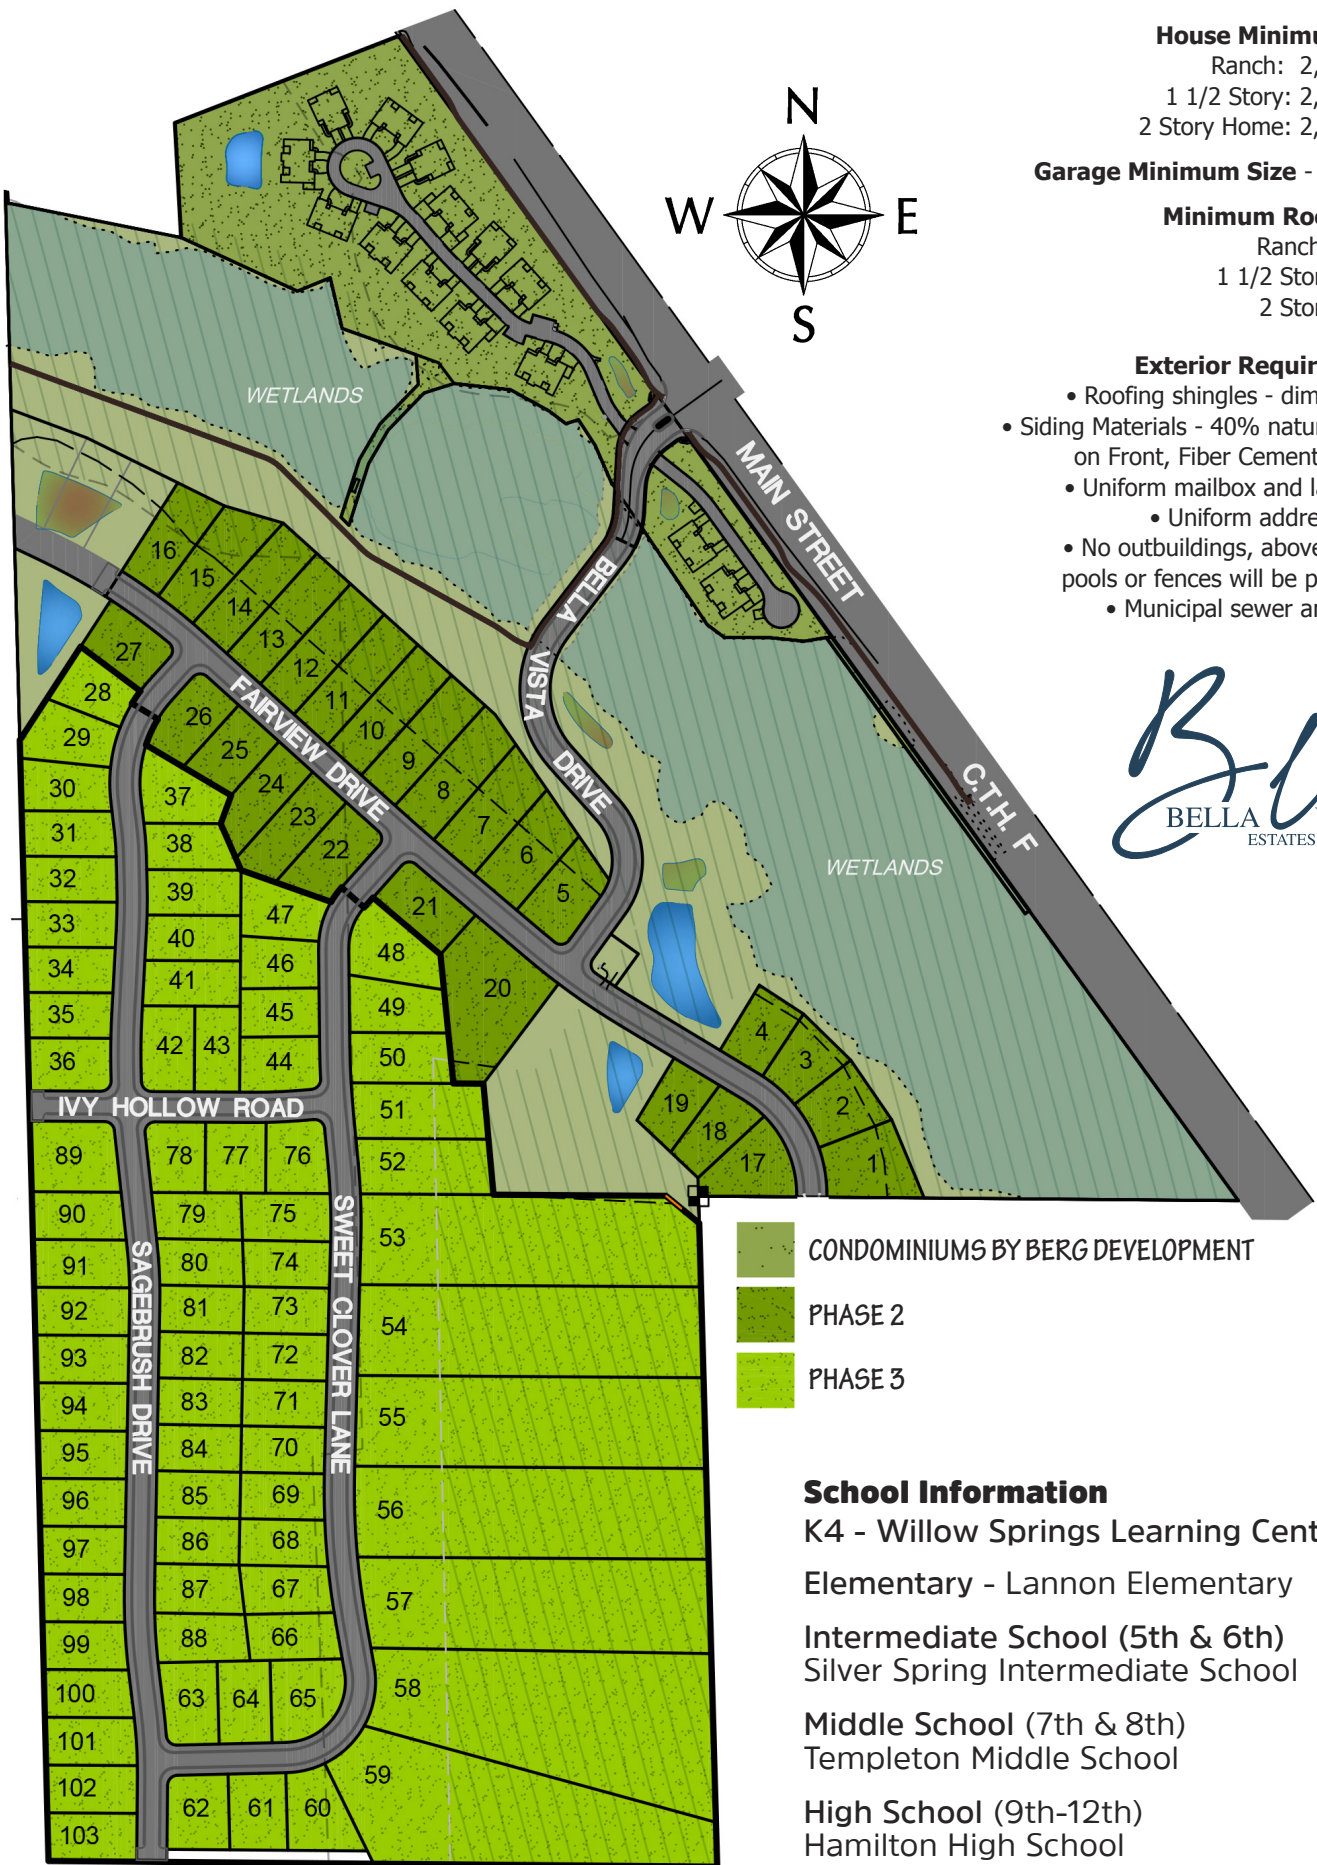 House Minimu
Ranch: 2,
1 1/2 Story: 2,
2 Story Home: 2,
Garage Minimum Size -
Minimum Roo
Ranch
1 1/2 Stor
2 Stor
Exterior Requir
• Roofing shingles - dim
• Siding Materials - 40% natur
on Front, Fiber Cement
• Uniform mailbox and l
• Uniform addre
• No outbuildings, above
pools or fences will be p
• Municipal sewer a
N
W
E
S
BELLA
ESTATES
WETLANDS
WETLANDS
MAIN STREET
C.T.H. F
BELLA VISTA DRIVE
FAIRVIEW DRIVE
16
15
14
13
12
11
10
9
8
7
6
5
27
26
25
24
23
22
21
20
4
3
2
1
19
18
17
28
29
30
31
32
33
34
35
36
37
38
39
40
41
42
43
47
46
45
44
48
49
50
51
52
53
54
55
56
57
58
59
IVY HOLLOW ROAD
SAGEBRUSH DRIVE
SWEET CLOVER LANE
89
90
91
92
93
94
95
96
97
98
99
100
101
102
103
78
77
76
79
75
80
74
81
73
82
72
83
71
84
70
85
69
86
68
87
67
88
66
63
64
65
62
61
60
CONDOMINIUMS BY BERG DEVELOPMENT
PHASE 2
PHASE 3
School Information
K4 - Willow Springs Learning Cent
Elementary - Lannon Elementary
Intermediate School (5th & 6th)
Silver Spring Intermediate School
Middle School (7th & 8th)
Templeton Middle School
High School (9th-12th)
Hamilton High School